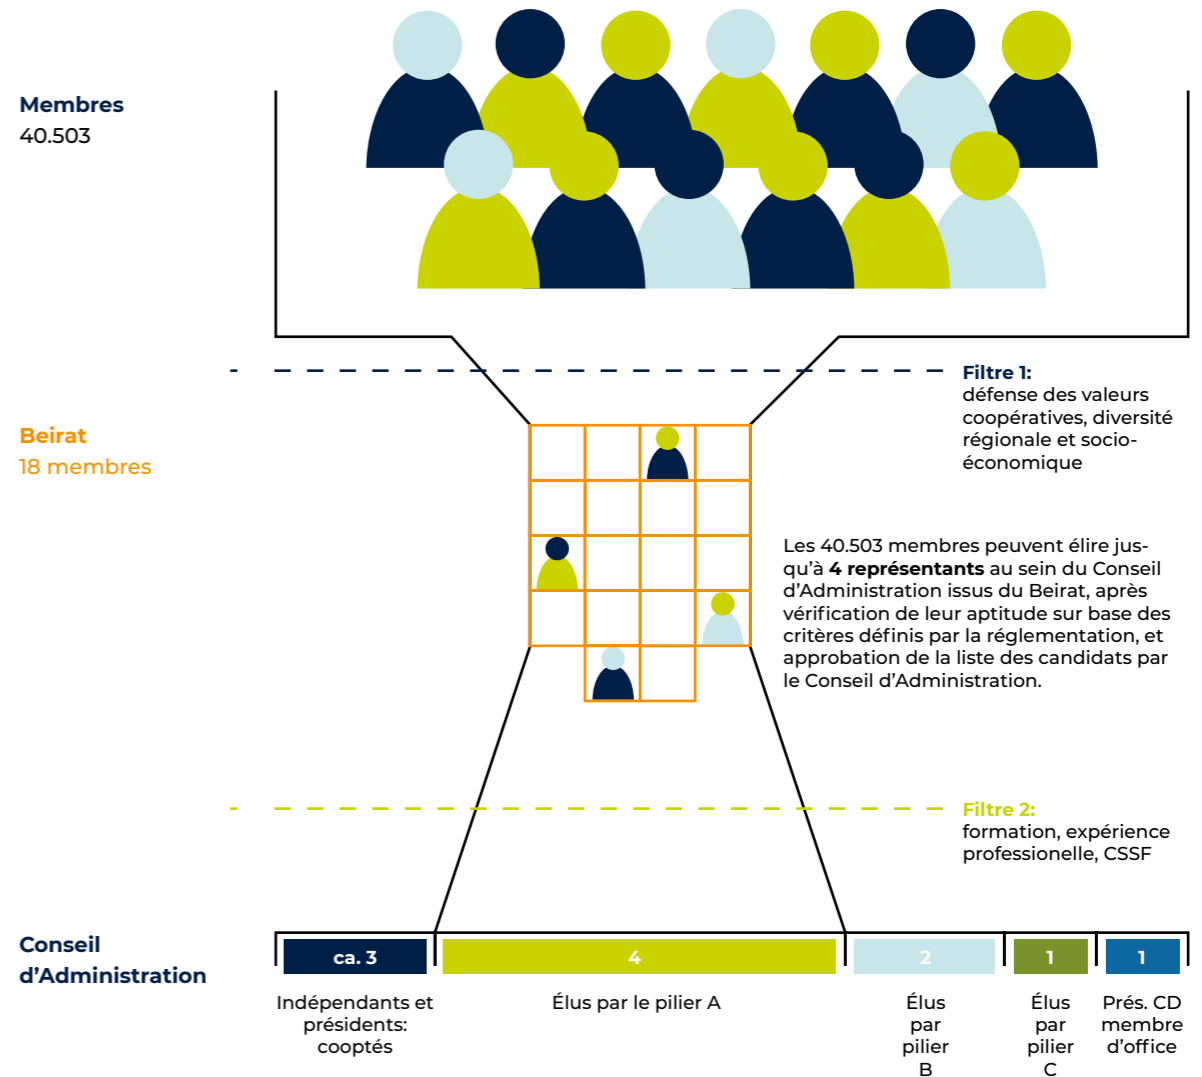 Membres
40.503
Filtre 1:
défense des valeurs
coopératives, diversité
régionale et socio-
économique
Beirat
18 membres
Les 40.503 membres peuvent élire jus-
qu’à 4 représentants au sein du Conseil
d’Administration issus du Beirat, après
vérification de leur aptitude sur base des
critères définis par la réglementation, et
approbation de la liste des candidats par
le Conseil d’Administration.
Filtre 2:
formation, expérience
professionelle, CSSF
Conseil
d’Administration
ca. 3
4
2
1
1
Indépendants et
présidents:
cooptés
Élus par le pilier A
Élus
par
pilier
B
Élus
par
pilier
C
Prés. CD
membre
d’office